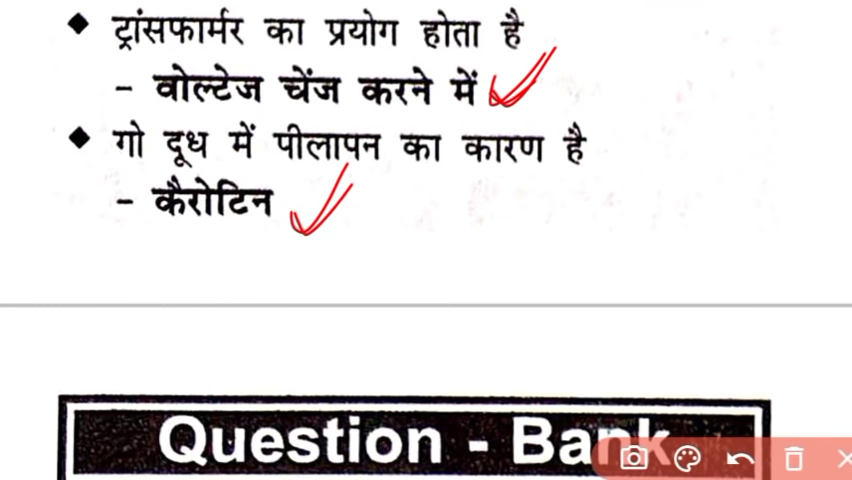 ◆ ट्रांसफार्मर का प्रयोग होता है
– वोल्टेज चेंज करने में
◆ गो दूध में पीलापन का कारण है
– कैरोटिन
Question - Bank